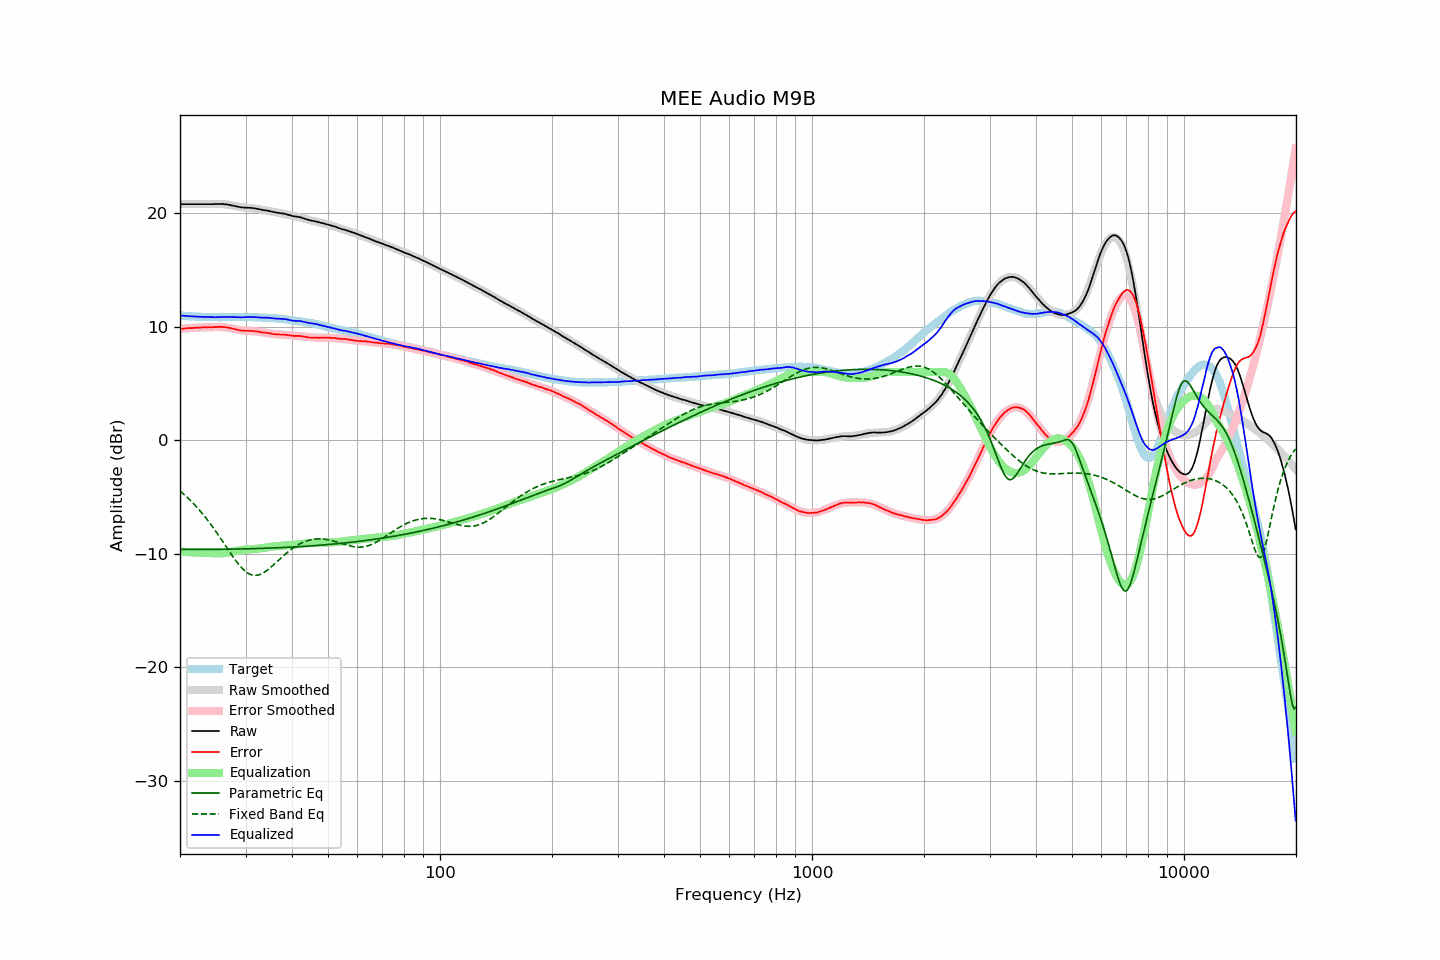 MEE Audio M9B
Amplitude (dBr)
20
10
0
−10
−20
−30
Target
Raw Smoothed
Error Smoothed
Raw
Error
Equalization
Parametric Eq
Fixed Band Eq
Equalized
100
1000
10000
Frequency (Hz)